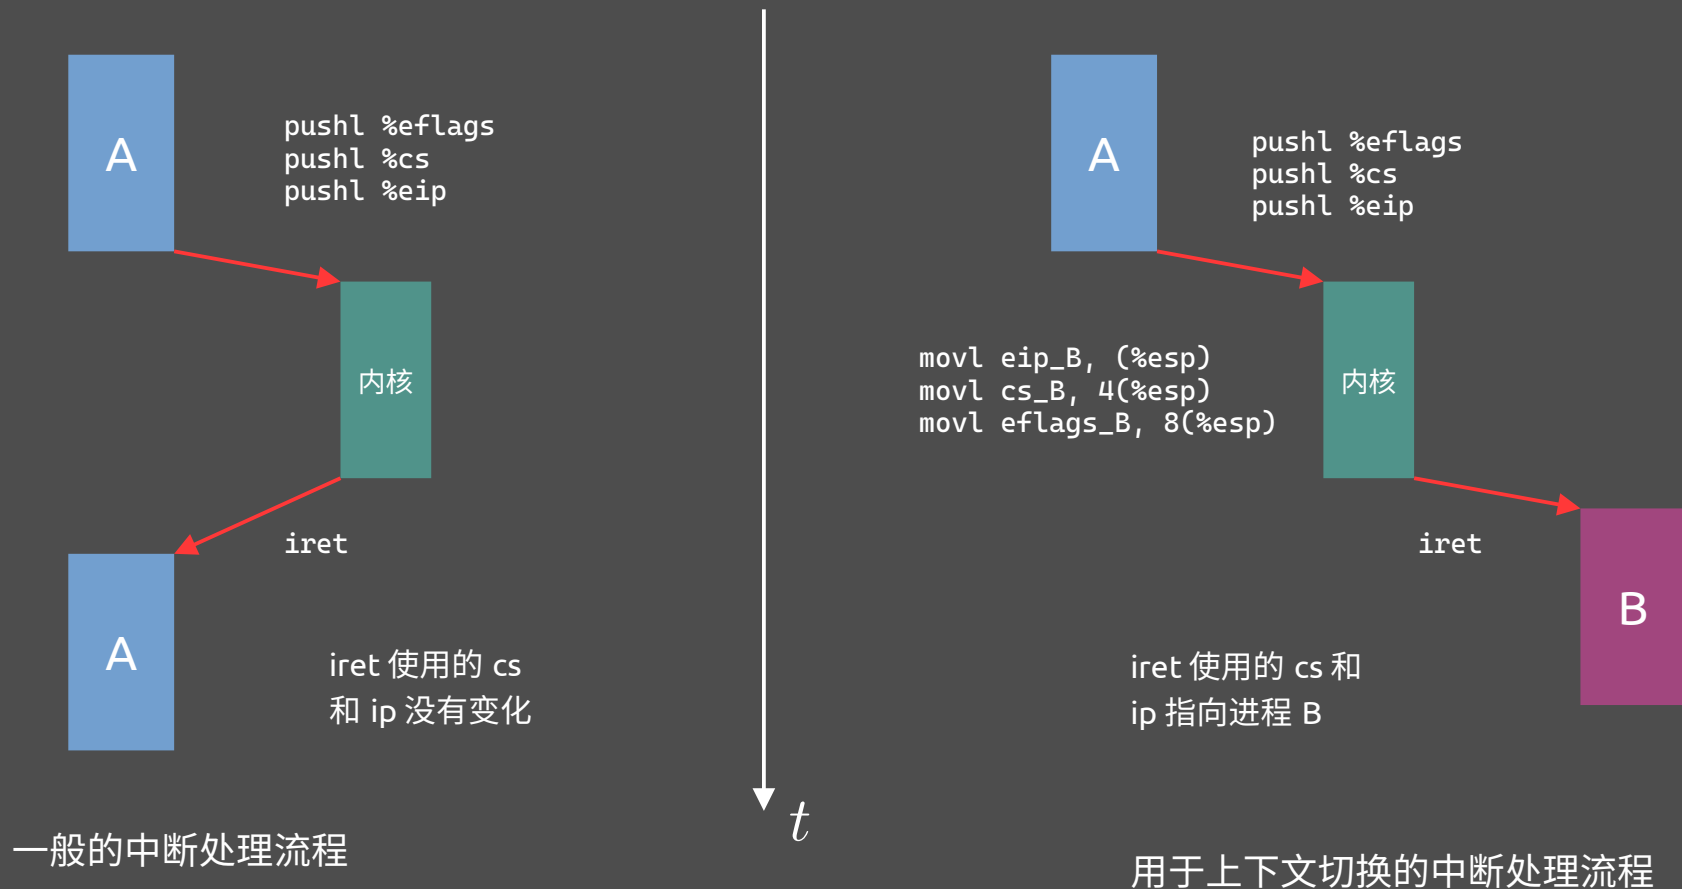 A
pushl %eflags
pushl %cs
pushl %eip
内核
iret
A
iret 使用的 cs
和 ip 没有变化
一般的中断处理流程
t
A
pushl %eflags
pushl %cs
pushl %eip
movl eip_B, (%esp)
movl cs_B, 4(%esp)
movl eflags_B, 8(%esp)
内核
iret
B
iret 使用的 cs 和
ip 指向进程 B
用于上下文切换的中断处理流程